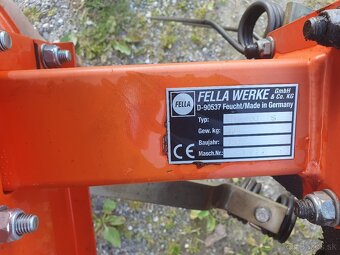 FELLA WERKE GmbH & Co. KG
D-90537 Feucht/Made in Germany
FELLA
Typ:
Gew. kg:
Baujahr:
CE Masch.Nr.: